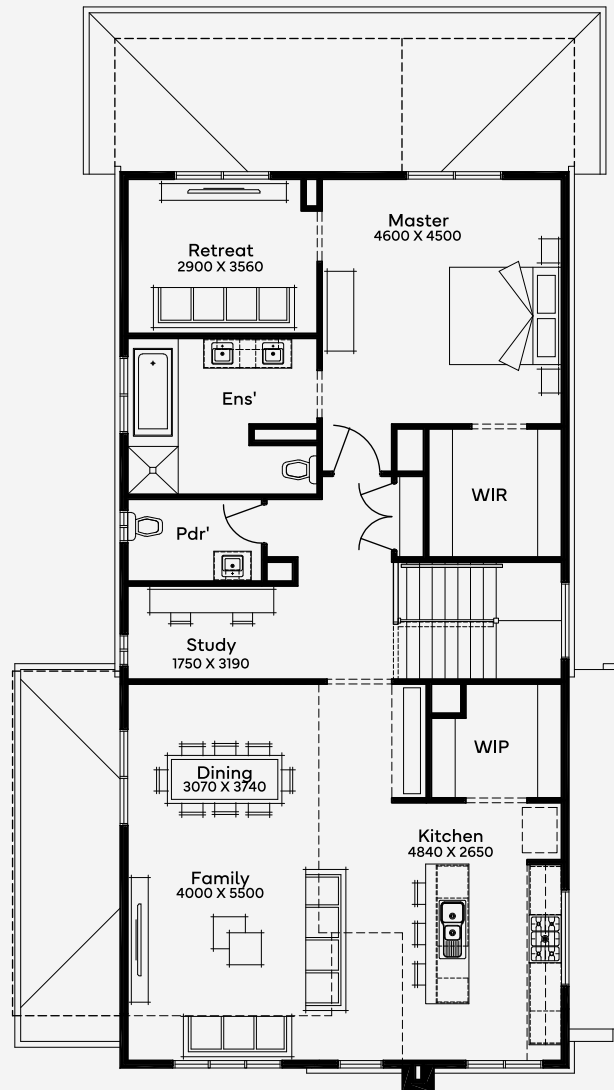 Master
4600 X 4500
Retreat
2900 X 3560
Ens'
WIR
Pdr'
Study
1750 X 3190
WIP
Dining
3070 X 3740
Kitchen
4840 X 2650
Family
4000 X 5500